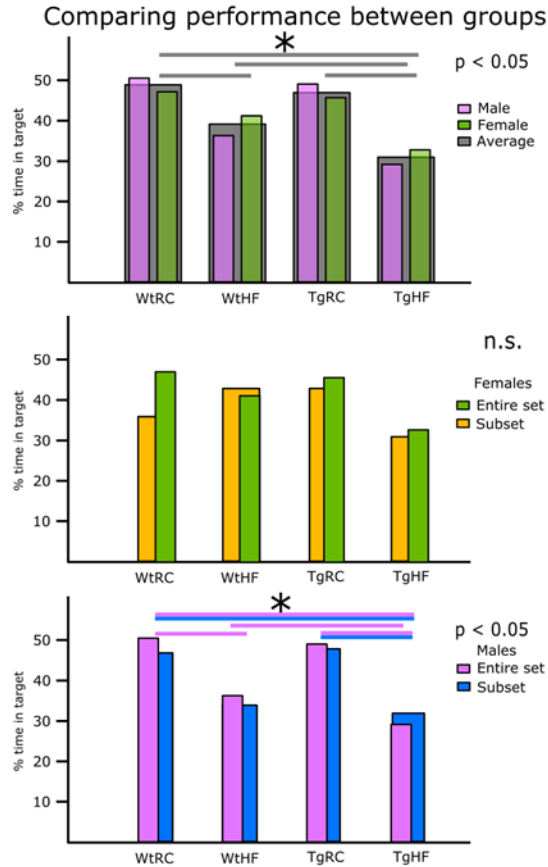 Comparing performance between groups
*
p < 0.05
% time in target
50
40
30
20
10
Male
Female
Average
WtRC WtHF TgRC TgHF
n.s.
% time in target
50
40
30
20
10
Females
Entire set
Subset
WtRC WtHF TgRC TgHF
*
p < 0.05
% time in target
50
40
30
20
10
Males
Entire set
Subset
WtRC WtHF TgRC TgHF